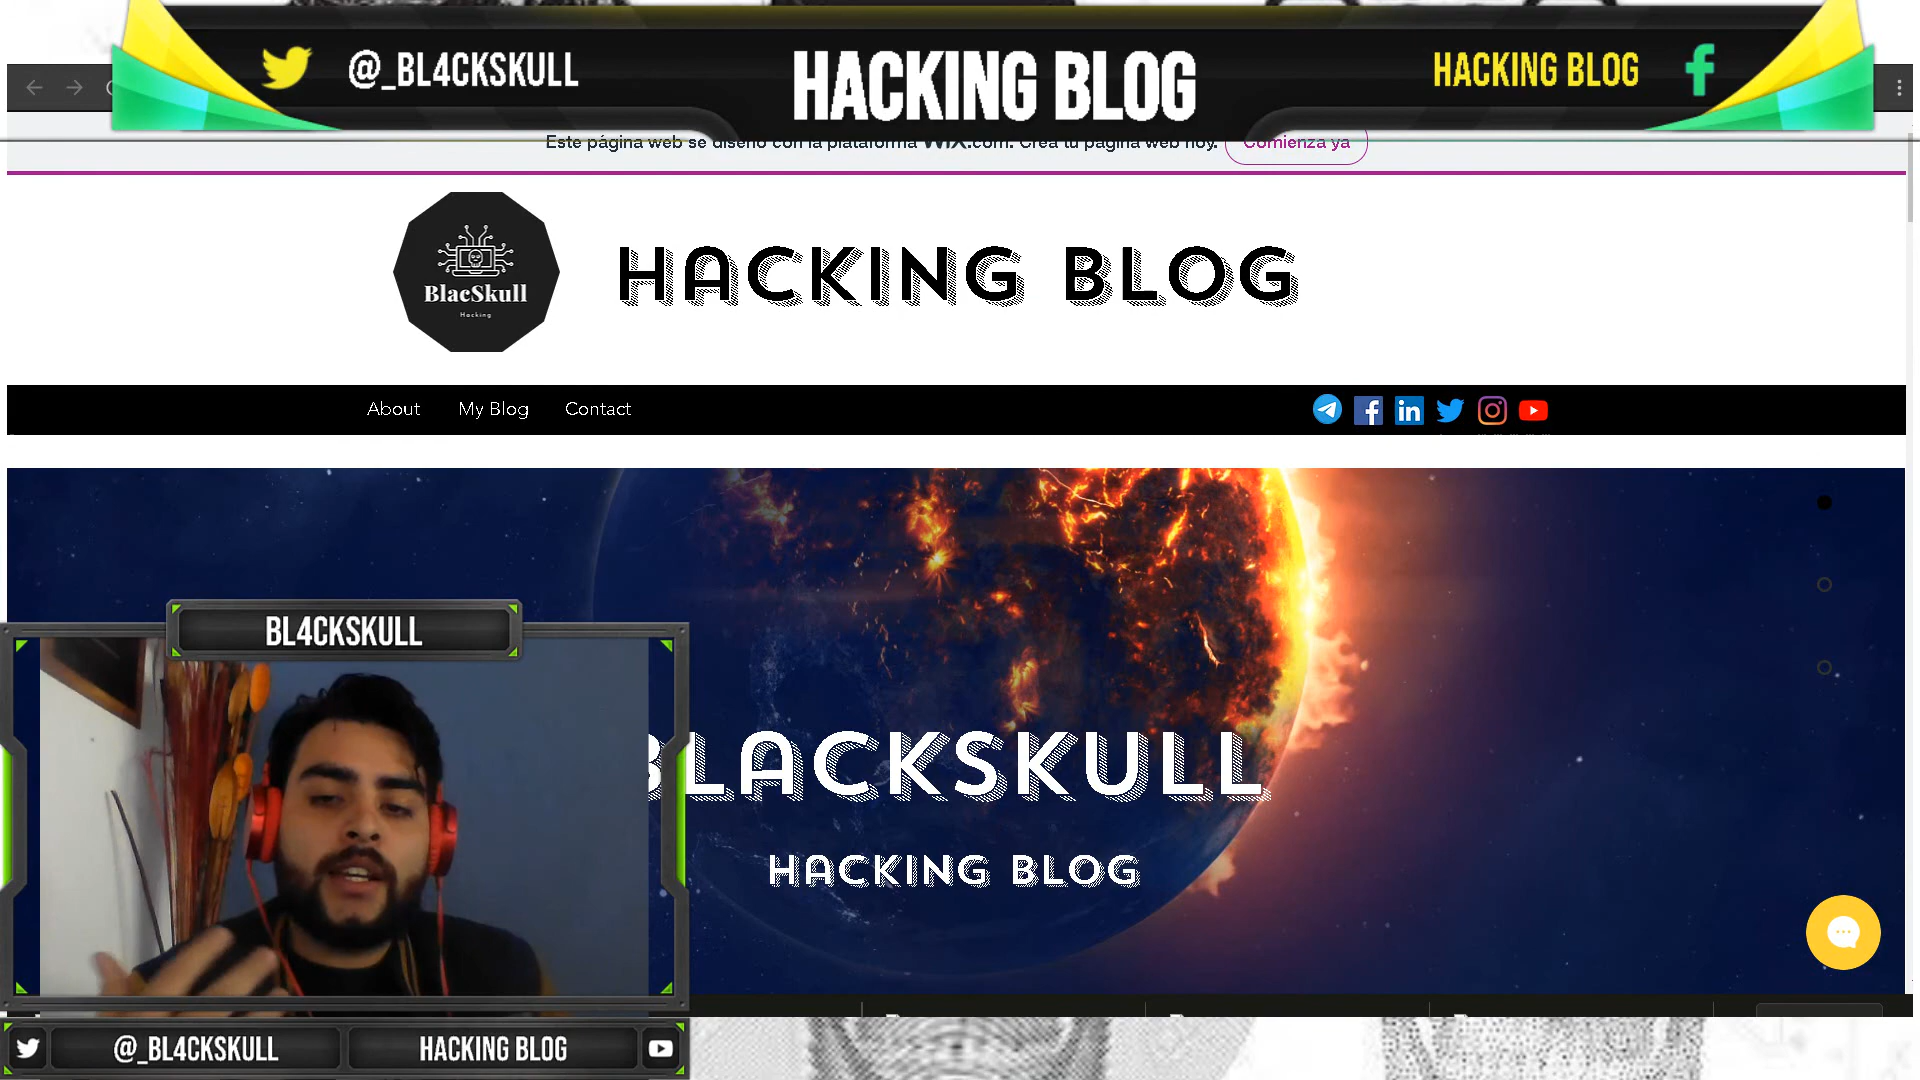 @_BL4CKSKULL
HACKING BLOG
HACKING BLOG
Este página web se diseñó con la plataforma WIX.com. Crea tu página web hoy.
Comienza ya
BlacSkull
Hacking
HACKING BLOG
About
My Blog
Contact
BL4CKSKULL
BLACKSKULL
HACKING BLOG
@_BL4CKSKULL
HACKING BLOG